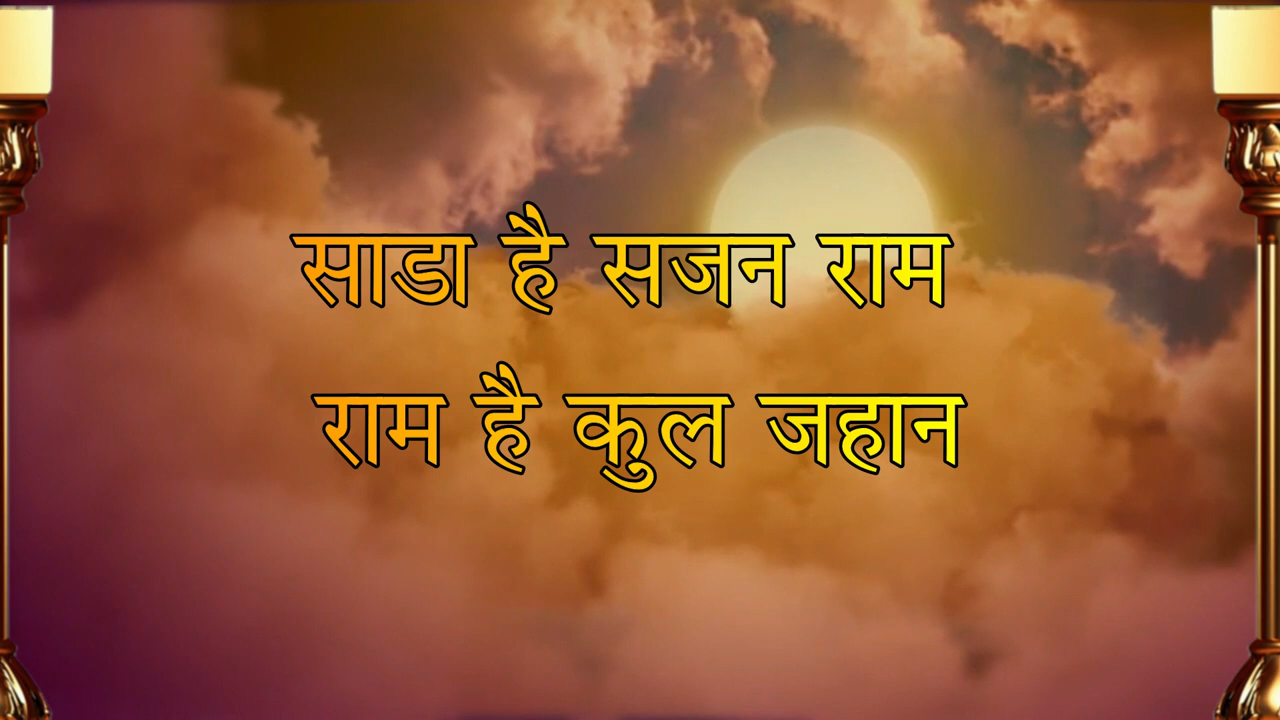 साडा है सजन राम
राम है कुल जहान